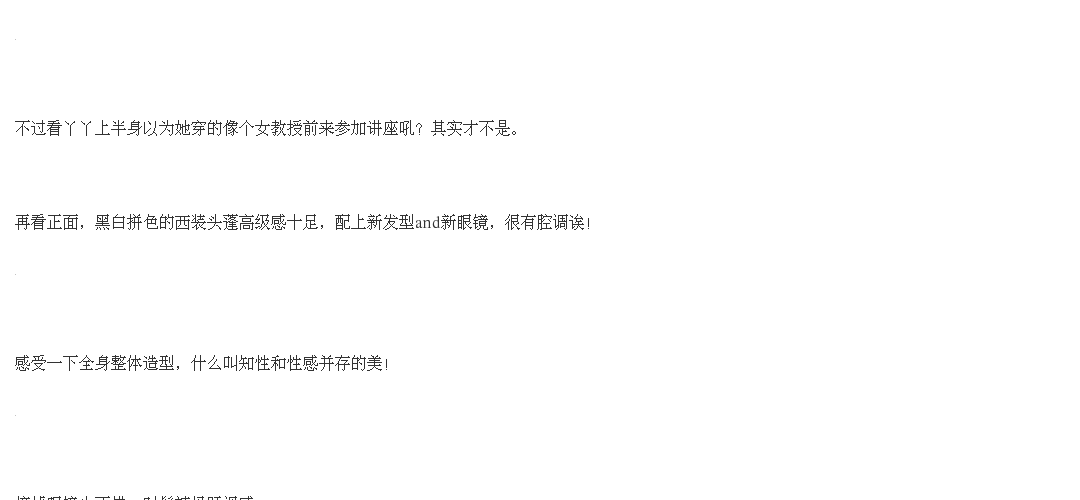 不过看丫丫上半身以为她穿的像个女教授前来参加讲座吼？其实才不是。
再看正面，黑白拼色的西装头蓬高级感十足，配上新发型and新眼镜，很有腔调诶！
感受一下全身整体造型，什么叫知性和性感并存的美！